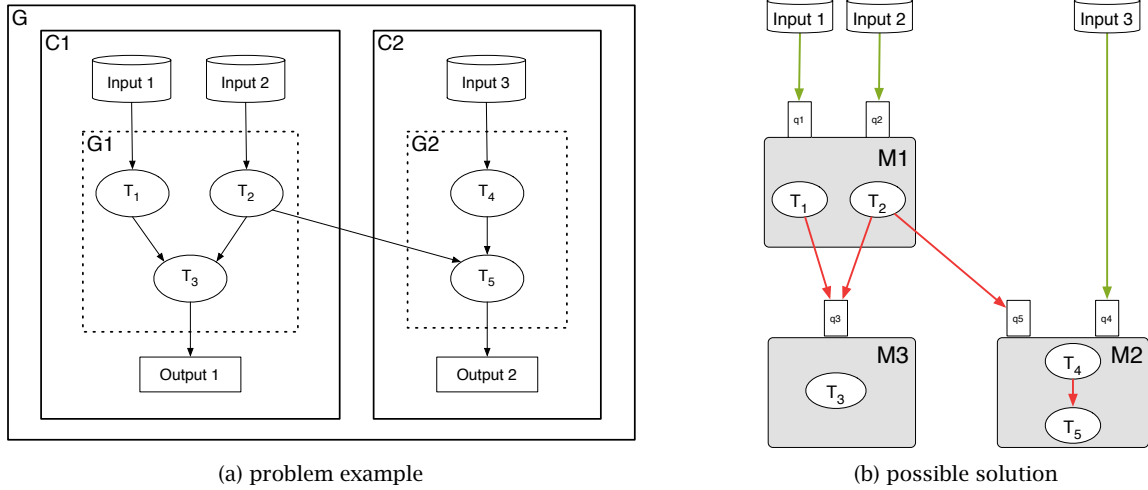 G
C1
C2
Input 1
Input 2
Input 3
G1
G2
T1
T2
T4
T3
T5
Output 1
Output 2
(a) problem example
Input 1
Input 2
Input 3
q1
q2
M1
T1
T2
q3
q5
q4
M3
M2
T3
T4
T5
(b) possible solution